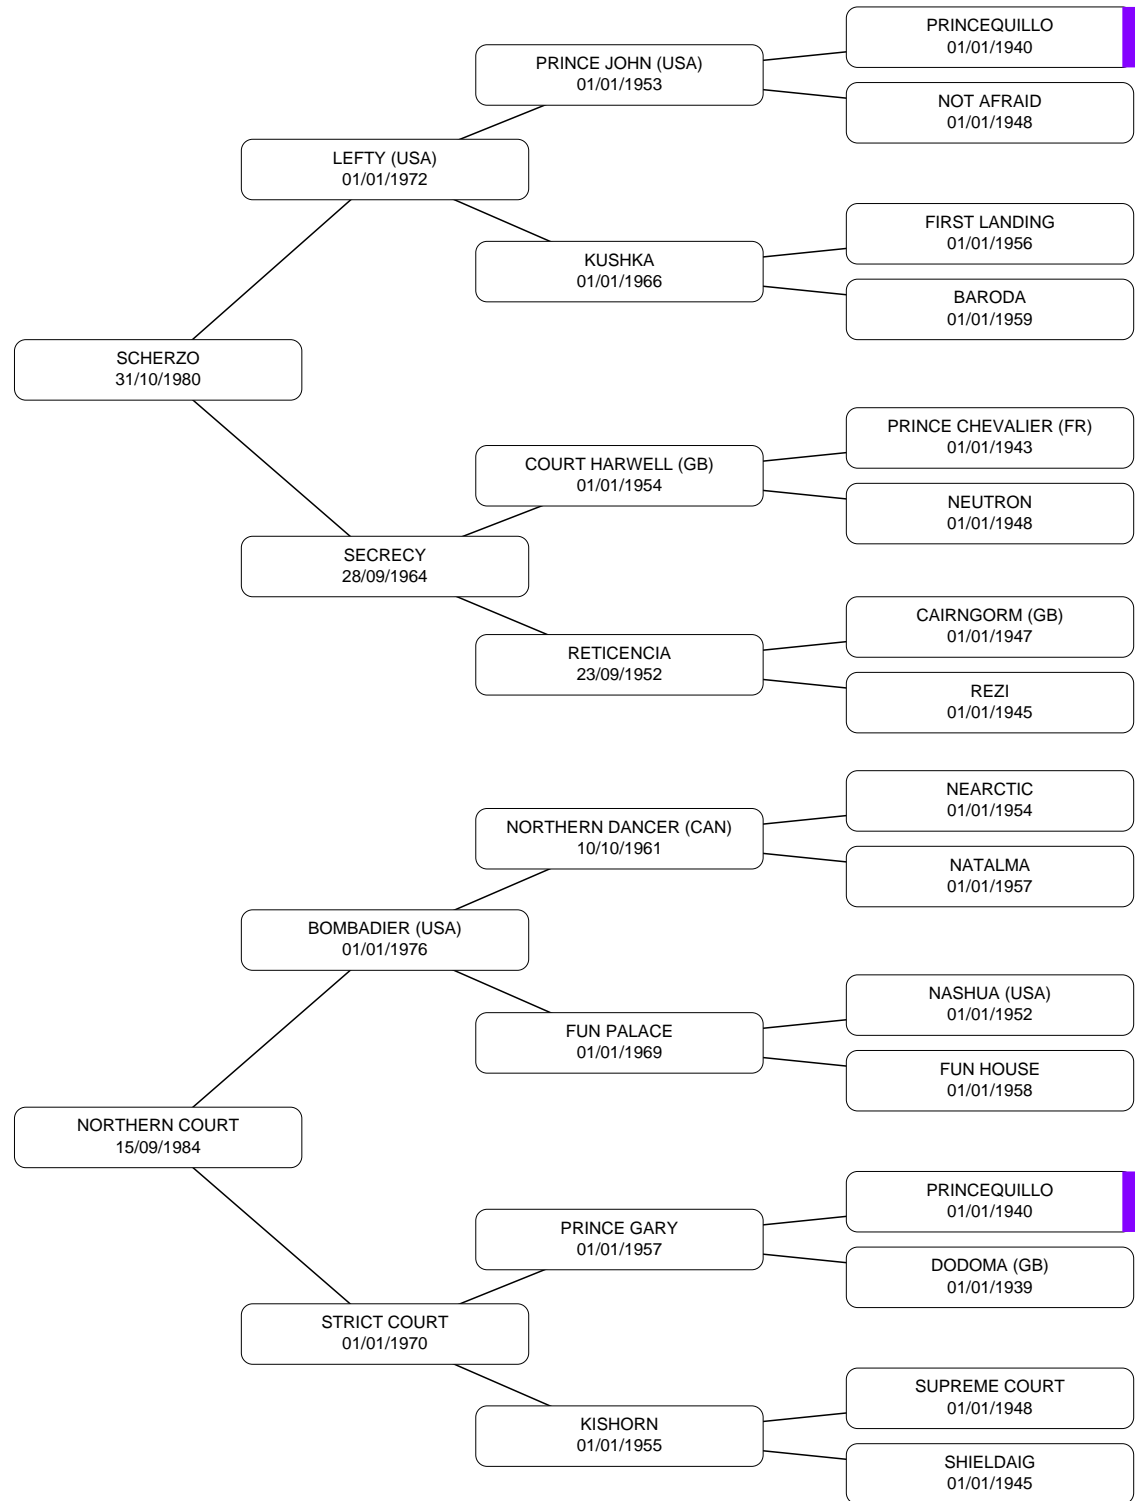 PRINCEQUILLO
01/01/1940
PRINCE JOHN (USA)
01/01/1953
NOT AFRAID
01/01/1948
LEFTY (USA)
01/01/1972
FIRST LANDING
01/01/1956
KUSHKA
01/01/1966
BARODA
01/01/1959
SCHERZO
31/10/1980
PRINCE CHEVALIER (FR)
01/01/1943
COURT HARWELL (GB)
01/01/1954
NEUTRON
01/01/1948
SECRECY
28/09/1964
CAIRNGORM (GB)
01/01/1947
RETICENCIA
23/09/1952
REZI
01/01/1945
NEARCTIC
01/01/1954
NORTHERN DANCER (CAN)
10/10/1961
NATALMA
01/01/1957
BOMBADIER (USA)
01/01/1976
NASHUA (USA)
01/01/1952
FUN PALACE
01/01/1969
FUN HOUSE
01/01/1958
NORTHERN COURT
15/09/1984
PRINCEQUILLO
01/01/1940
PRINCE GARY
01/01/1957
DODOMA (GB)
01/01/1939
STRICT COURT
01/01/1970
SUPREME COURT
01/01/1948
KISHORN
01/01/1955
SHIELDAIG
01/01/1945